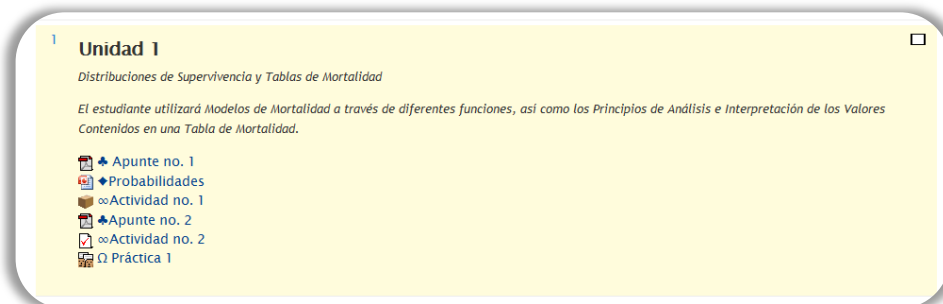 1
Unidad 1
Distribuciones de Supervivencia y Tablas de Mortalidad
El estudiante utilizará Modelos de Mortalidad a través de diferentes funciones, así como los Principios de Análisis e Interpretación de los Valores
Contenidos en una Tabla de Mortalidad.
♣ Apunte no. 1
◆Probabilidades
∞Actividad no. 1
♣Apunte no. 2
∞Actividad no. 2
Ω Práctica 1